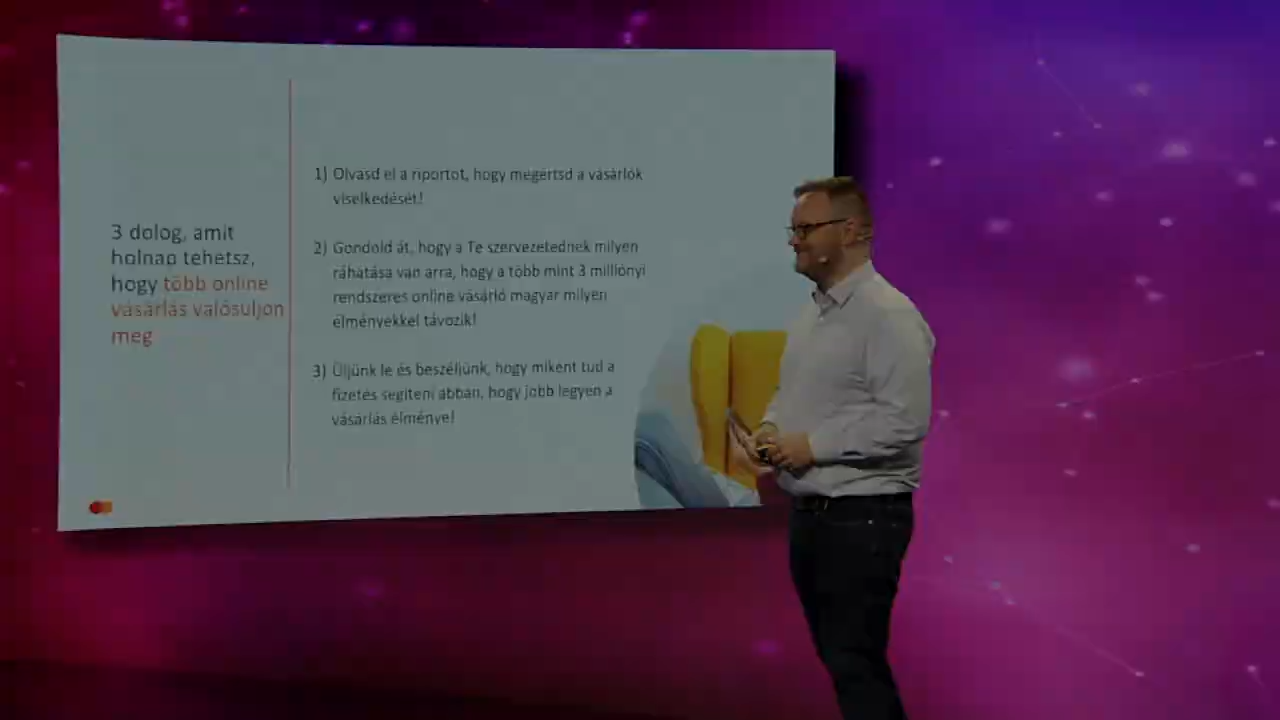 3 dolog, amit
holnap tehetsz,
hogy több online
vásárlás valósuljon
meg
1) Olvasd el a riportot, hogy megértsd a vásárlók
viselkedését!
2) Gondold át, hogy a Te szervezetednek milyen
ráhatása van arra, hogy a több mint 3 milliónyi
rendszeres online vásárló magyar milyen
élményekkel távozik!
3) Üljünk le és beszéljünk, hogy miként tud a
fizetés segíteni abban, hogy jobb legyen a
vásárlás élménye!